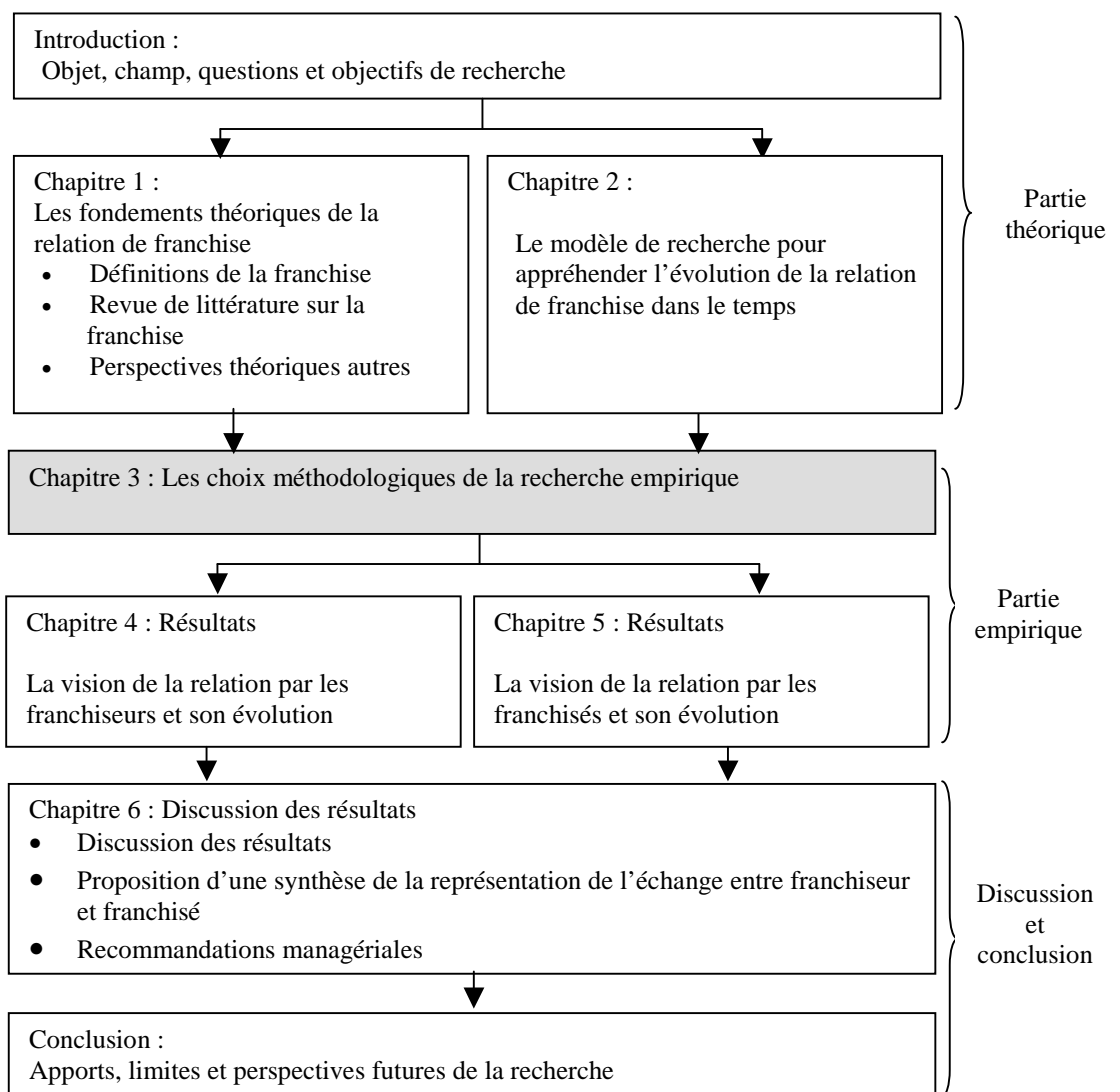 Introduction :
Objet, champ, questions et objectifs de recherche
Chapitre 1 :
Les fondements théoriques de la
relation de franchise
• Définitions de la franchise
• Revue de littérature sur la
franchise
• Perspectives théoriques autres
Chapitre 2 :
Le modèle de recherche pour
appréhender l’évolution de la relation
de franchise dans le temps
Partie
théorique
Chapitre 3 : Les choix méthodologiques de la recherche empirique
Chapitre 4 : Résultats
La vision de la relation par les
franchiseurs et son évolution
Chapitre 5 : Résultats
La vision de la relation par les
franchisés et son évolution
Partie
empirique
Chapitre 6 : Discussion des résultats
• Discussion des résultats
• Proposition d’une synthèse de la représentation de l’échange entre franchiseur
et franchisé
• Recommandations managériales
Discussion
et
conclusion
Conclusion :
Apports, limites et perspectives futures de la recherche